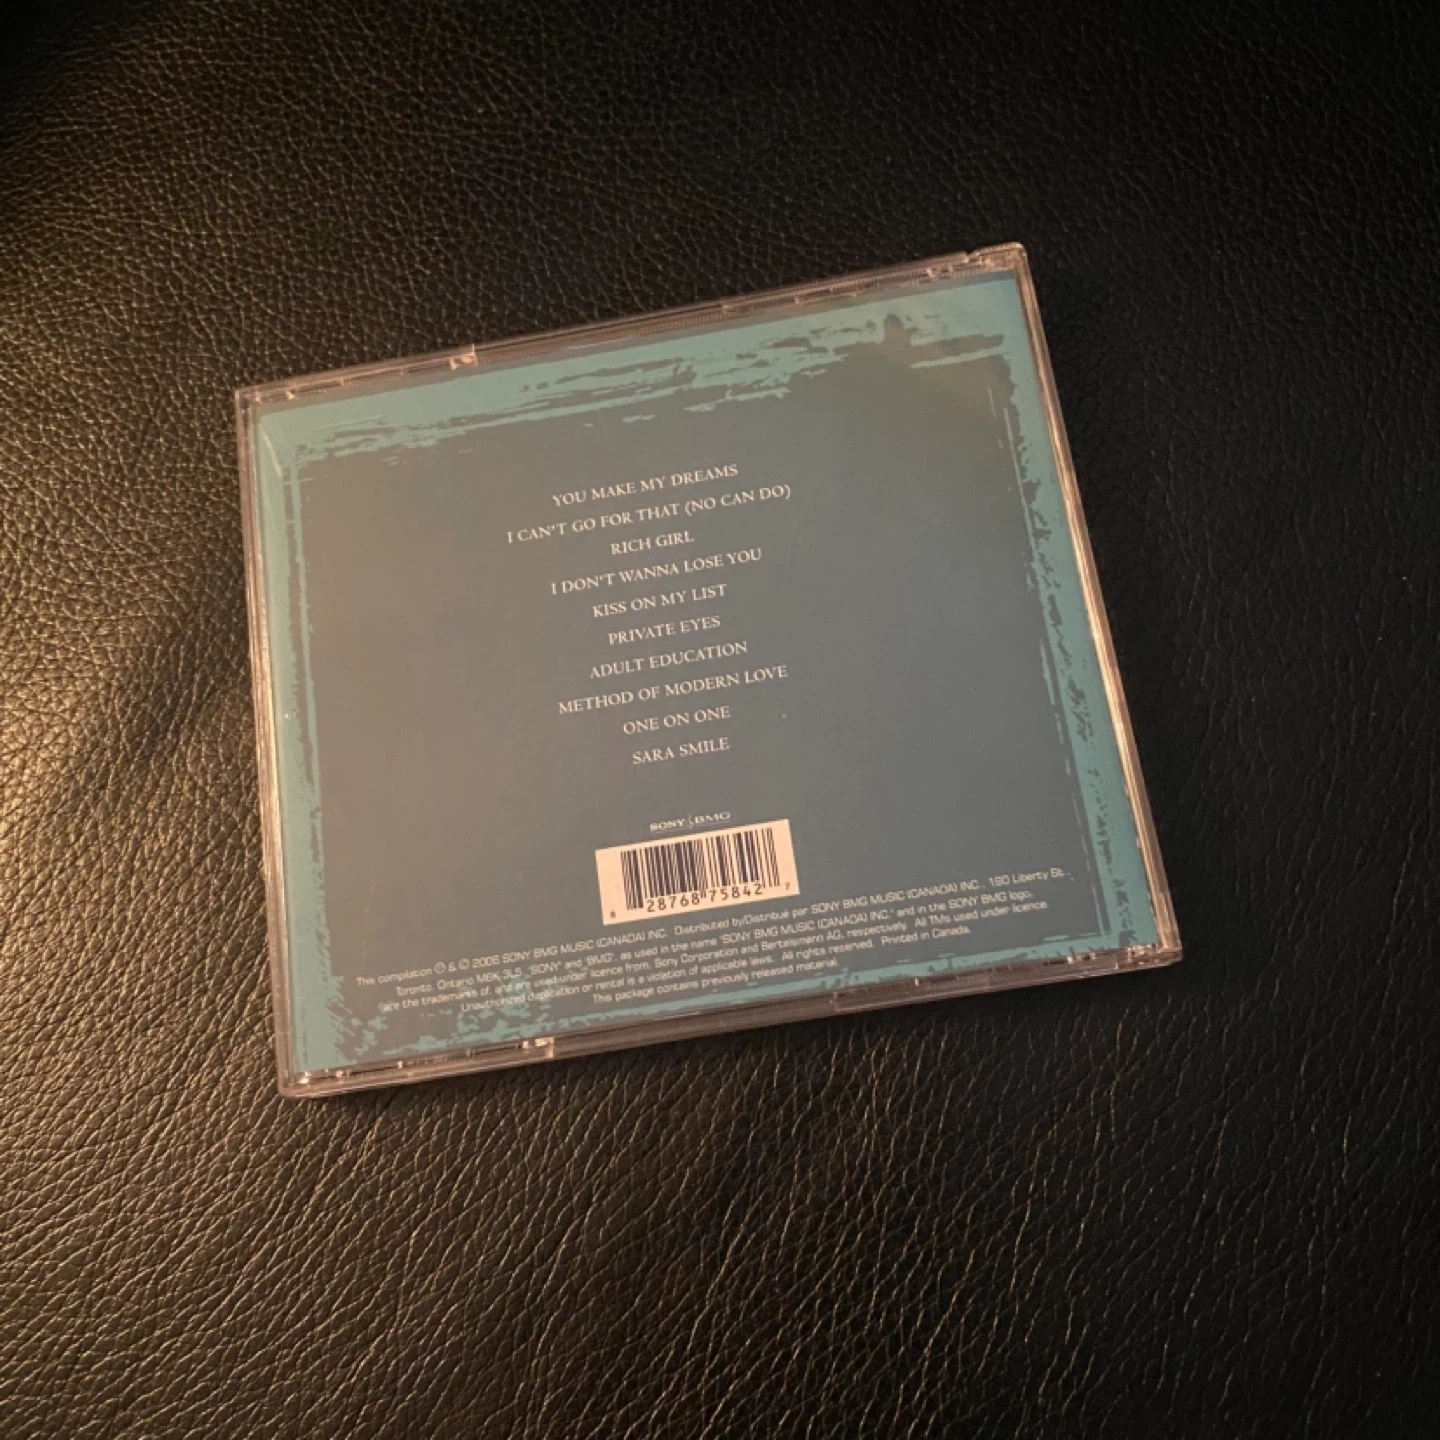 YOU MAKE MY DREAMS
I CAN'T GO FOR THAT (NO CAN DO)
RICH GIRL
I DON'T WANNA LOSE YOU
KISS ON MY LIST
PRIVATE EYES
ADULT EDUCATION
METHOD OF MODERN LOVE
ONE ON ONE
SARA SMILE
SONY BMG
8 28768 75842 7
This compilation ℗ & © 2006 SONY BMG MUSIC (CANADA) INC. Distributed by/Distribué par SONY BMG MUSIC (CANADA) INC., 190 Liberty St.,
Toronto, Ontario M6K 3L5. "SONY" and "BMG", as used in the name "SONY BMG MUSIC (CANADA) INC." and in the SONY BMG logo,
are the trademarks of, and are used under licence from, Sony Corporation and Bertelsmann AG, respectively. All TMs used under licence.
Unauthorized duplication or rental is a violation of applicable laws. All rights reserved. Printed in Canada.
This package contains previously released material.